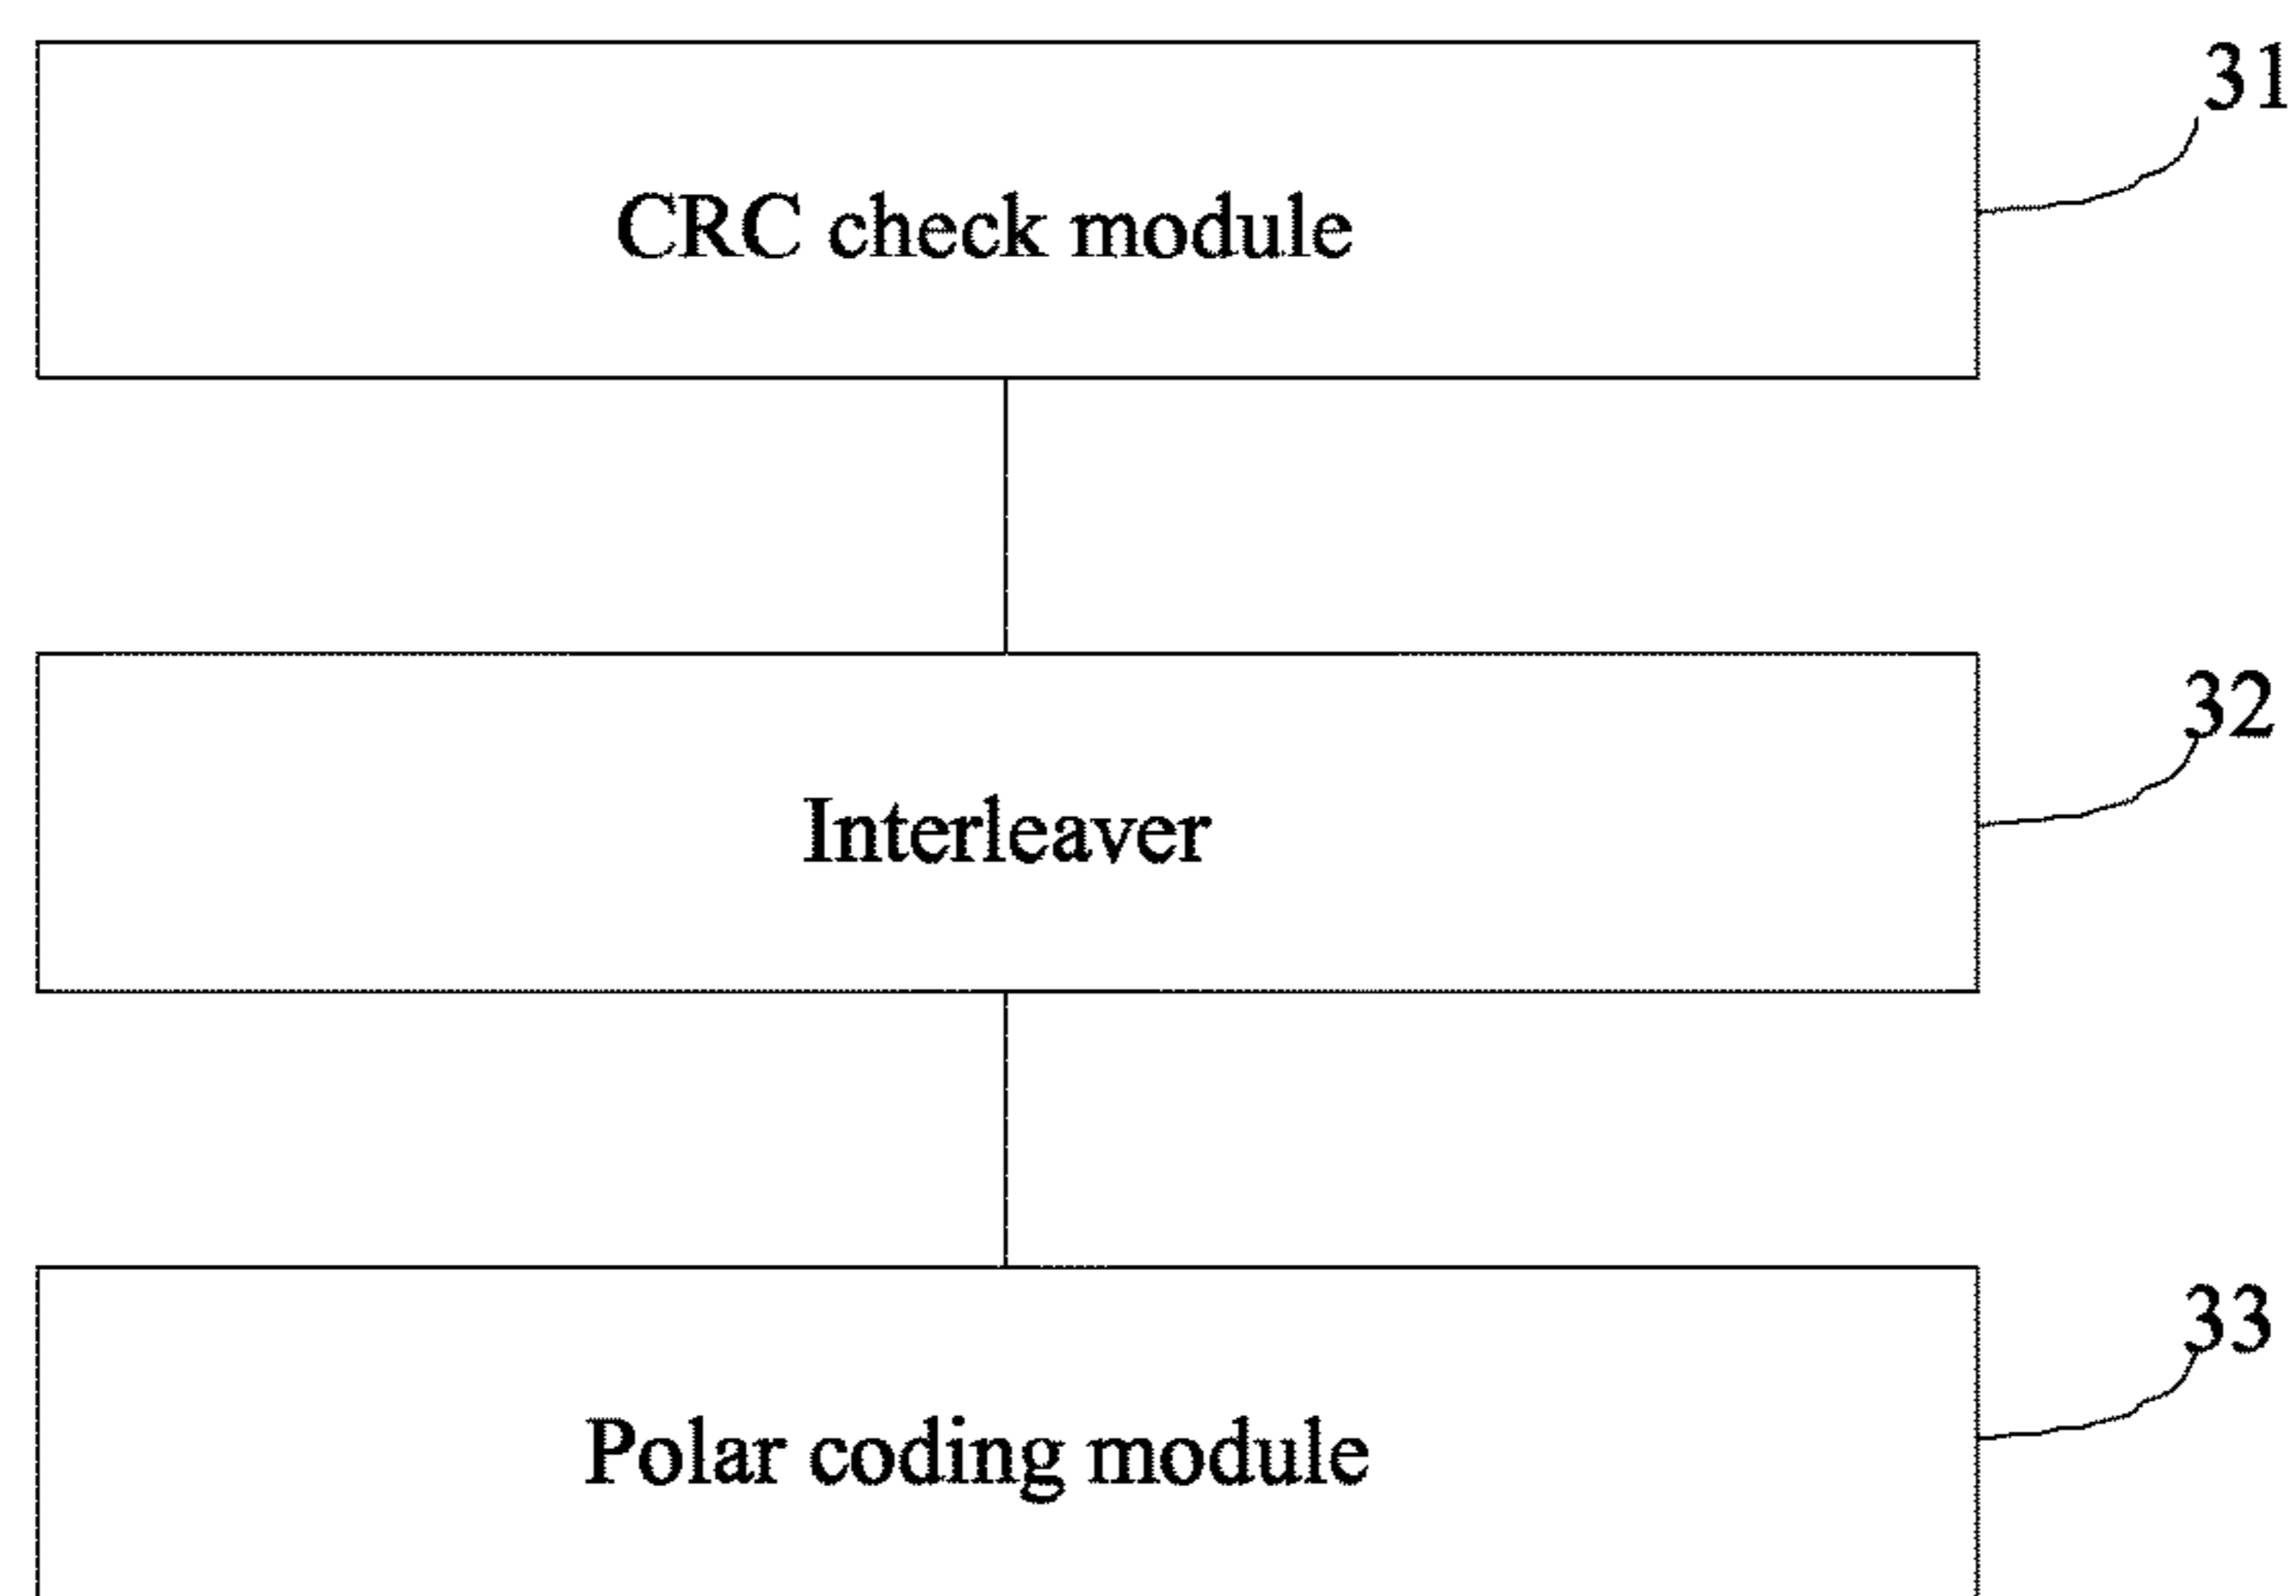 31
CRC check module
32
Interleaver
33
Polar coding module